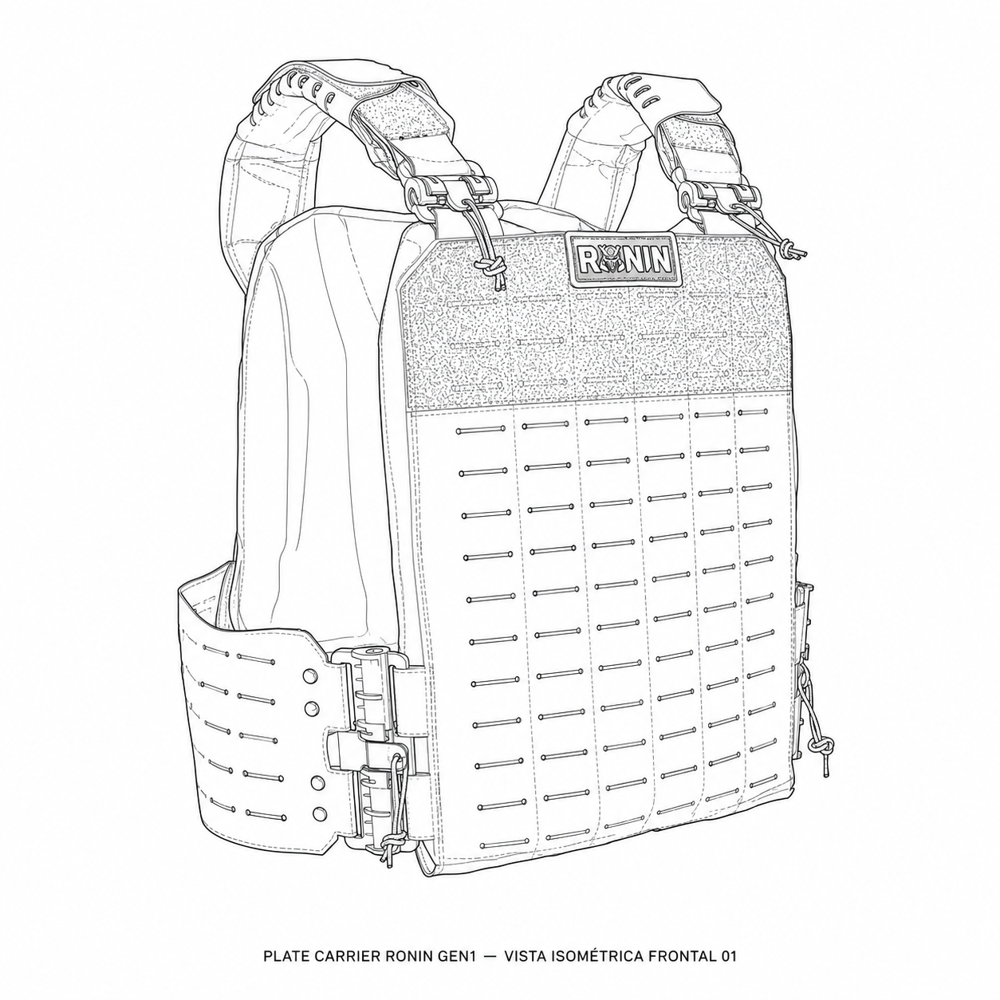 RONIN
PLATE CARRIER RONIN GEN1 — VISTA ISOMÉTRICA FRONTAL 01